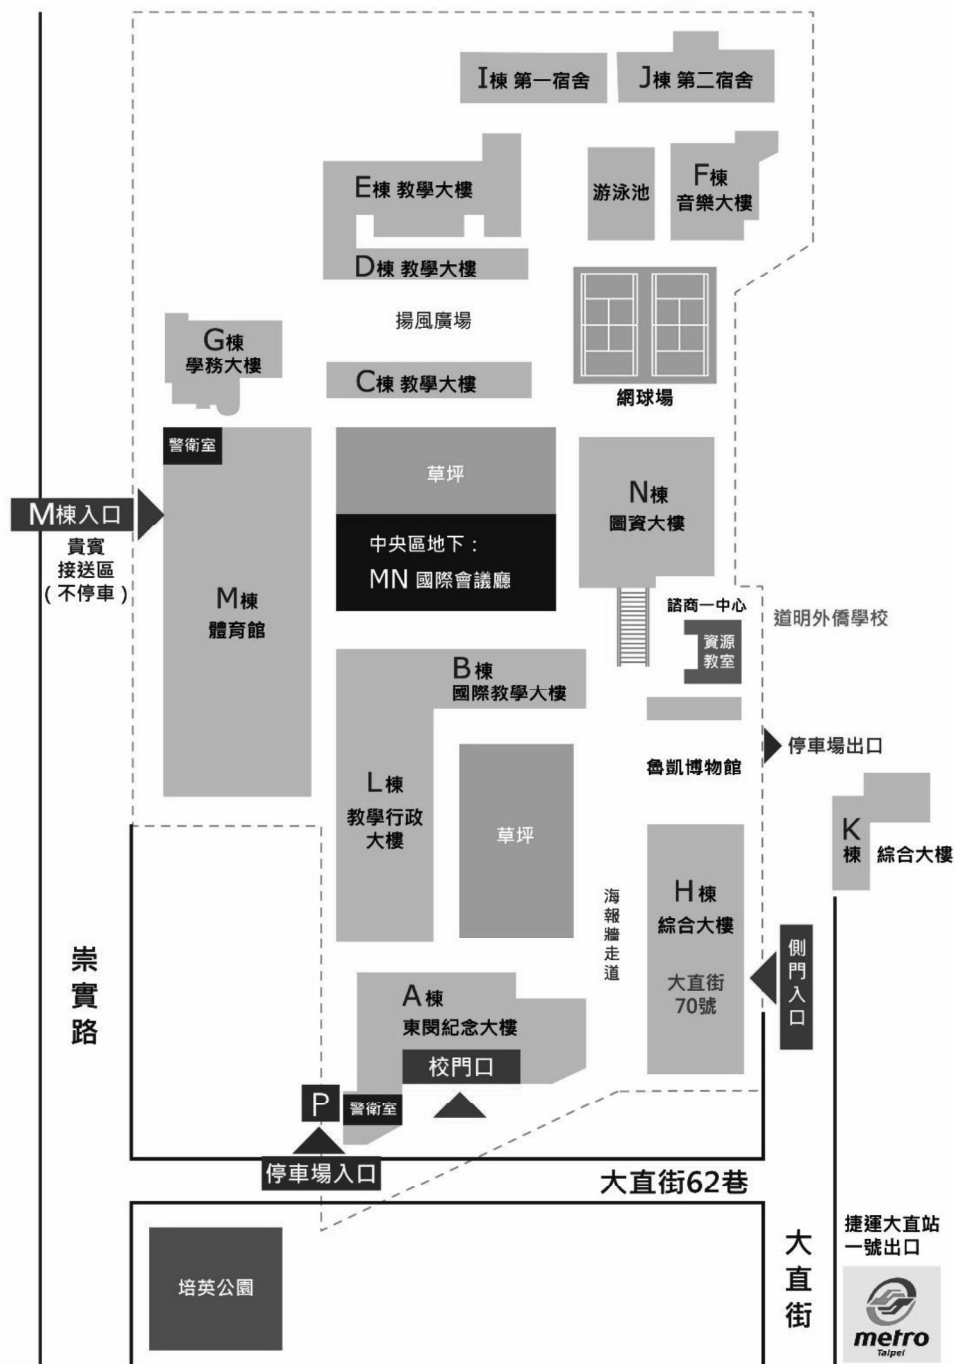 I棟 第一宿舍
J棟 第二宿舍
E棟 教學大樓
游泳池
F棟
音樂大樓
D棟 教學大樓
揚風廣場
G棟
學務大樓
C棟 教學大樓
網球場
警衛室
草坪
N棟
圖資大樓
M棟入口
貴賓
接送區
(不停車)
中央區地下：
MN 國際會議廳
M棟
體育館
諮商一中心
資源
教室
道明外僑學校
B棟
國際教學大樓
停車場出口
魯凱博物館
L棟
教學行政
大樓
草坪
K
棟 綜合大樓
H棟
綜合大樓
大直街
70號
海報牆走道
側門入口
崇實路
A棟
東閔紀念大樓
校門口
P
警衛室
停車場入口
大直街62巷
培英公園
大直街
捷運大直站
一號出口
metro
Taipei